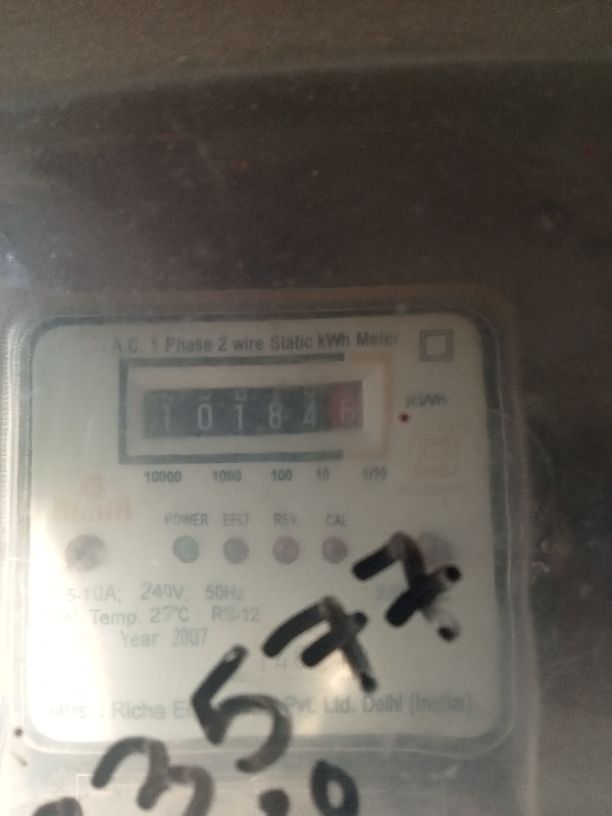 A.C. 1 Phase 2 wire Static kWh Meter
101846
KWh
10000 1000 100 10 1/10
POWER EFLT REV CAL
5-10A; 240V; 50Hz
Temp. 27°C RS-12
Year 2007
Richa Pvt. Ltd. Delhi (India)
3577